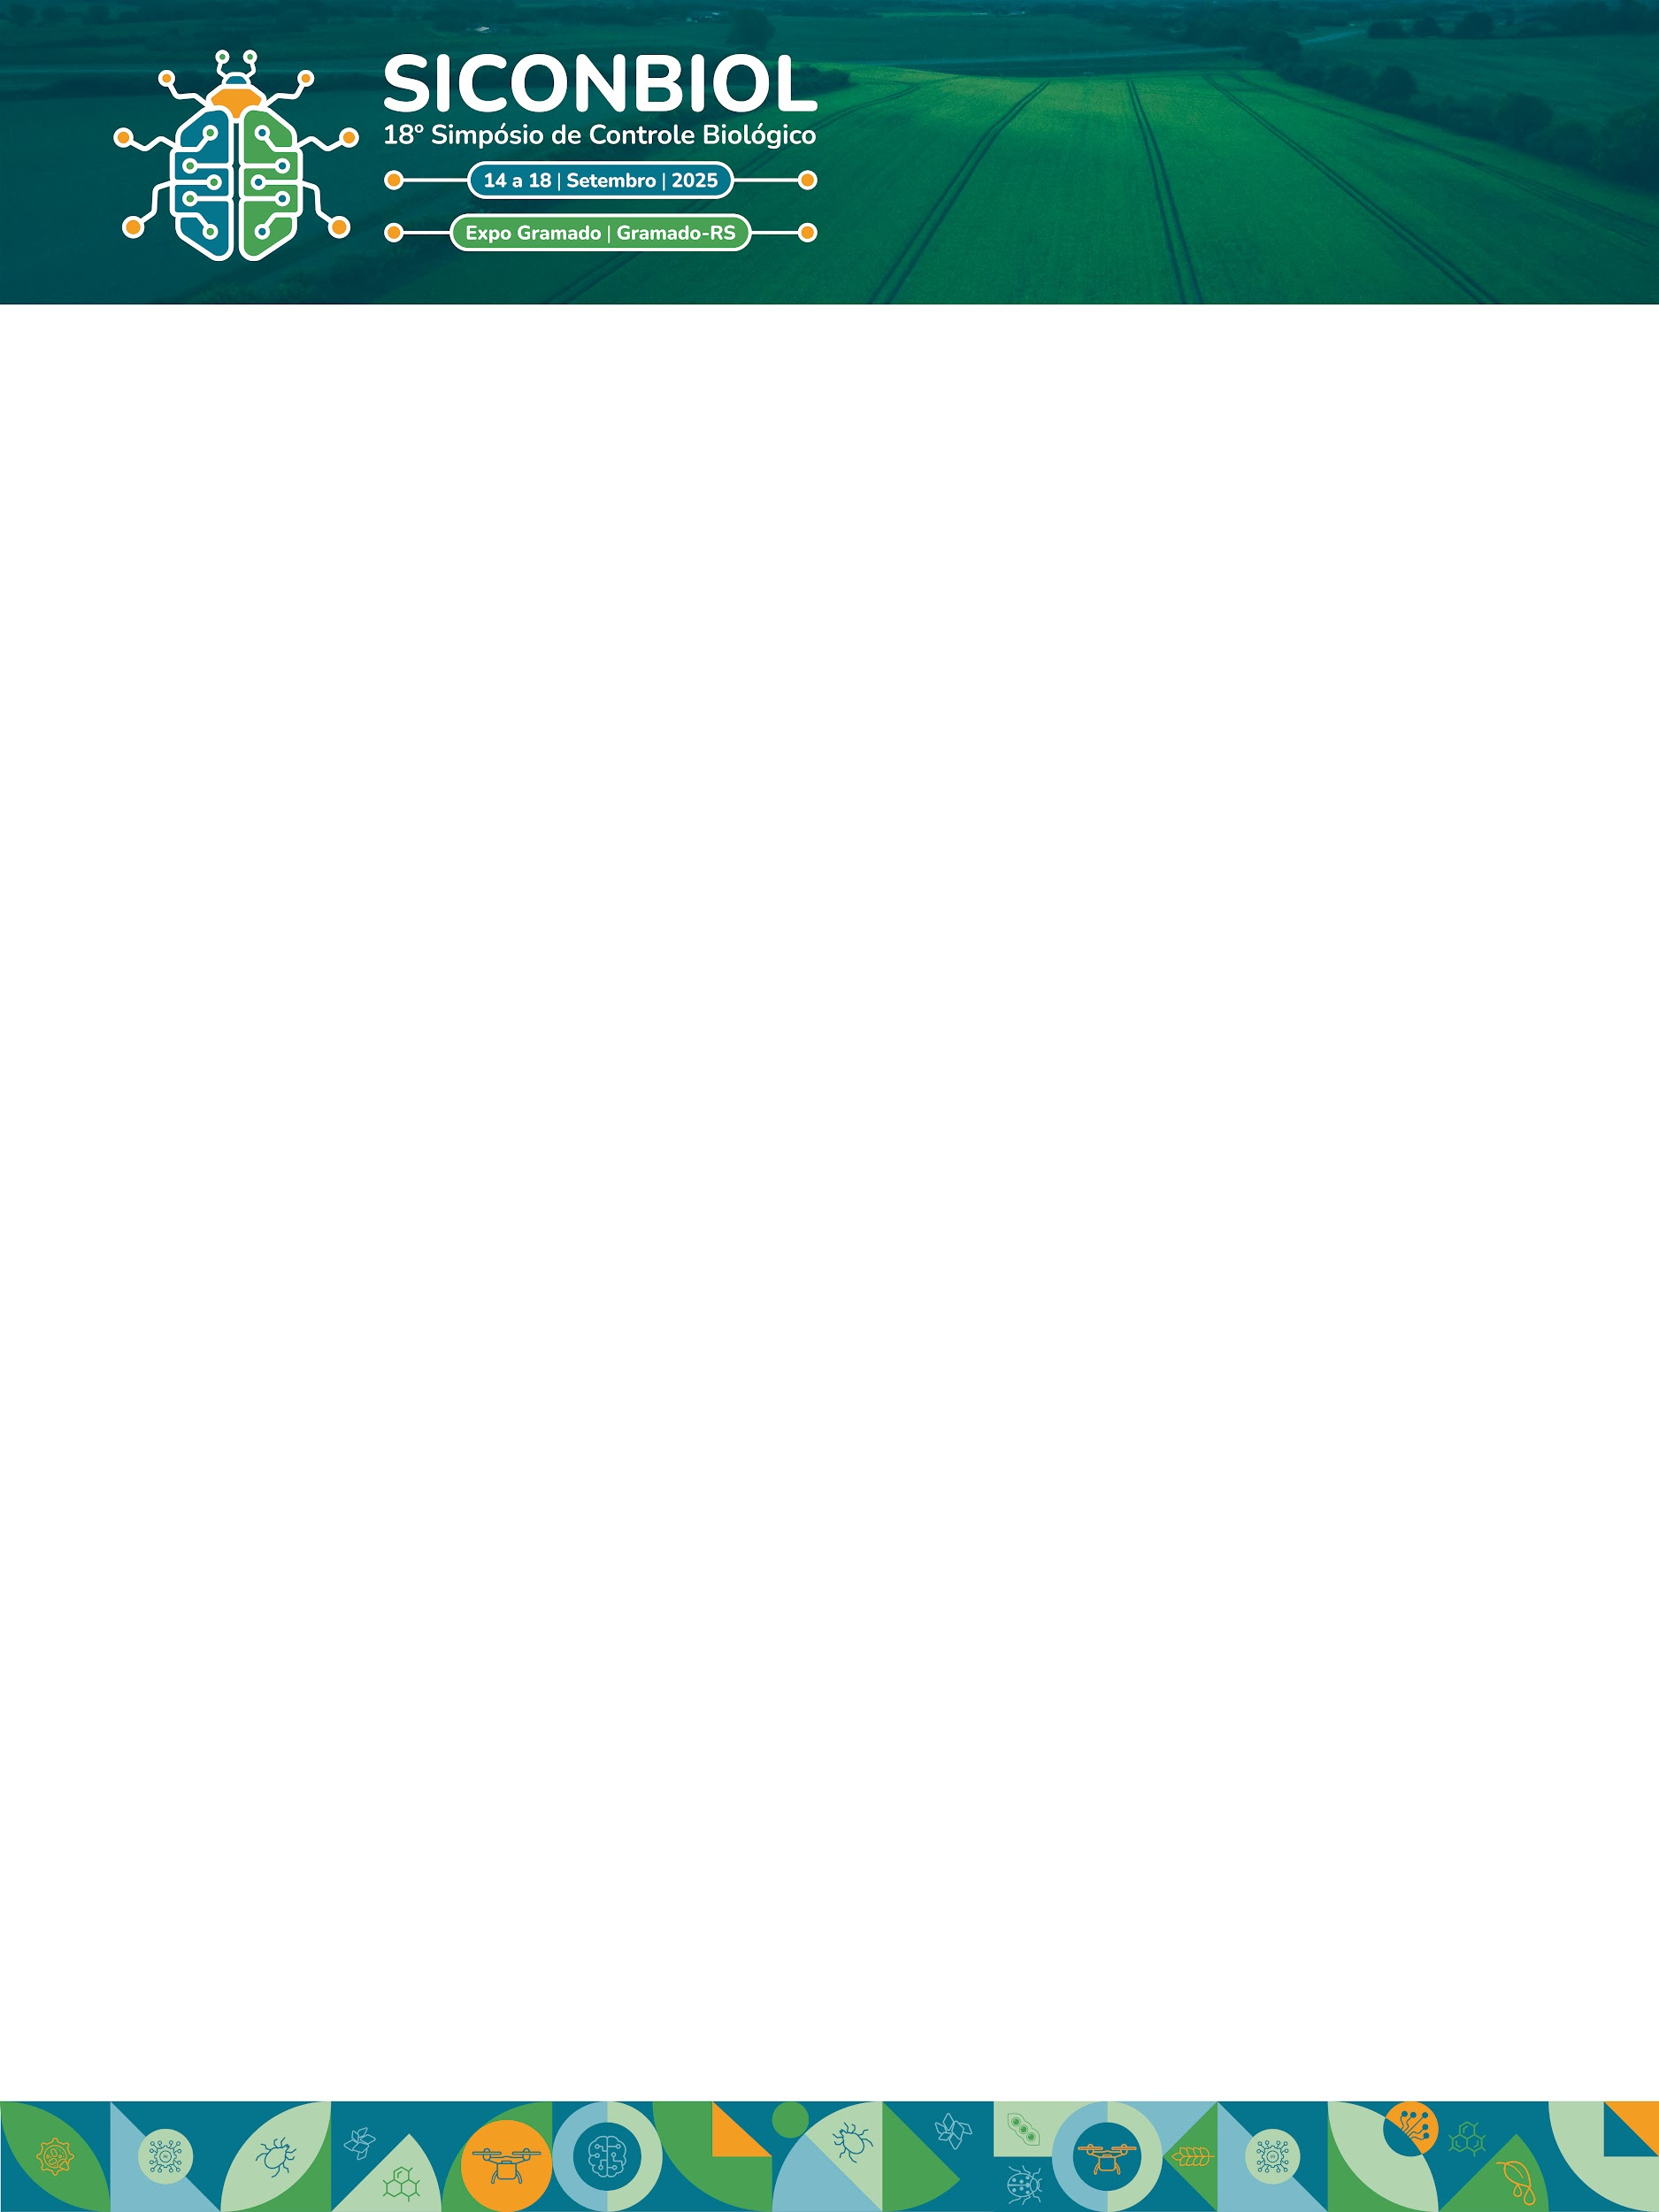 SICONBIOL
18º Simpósio de Controle Biológico
14 a 18 | Setembro | 2025
Expo Gramado | Gramado-RS